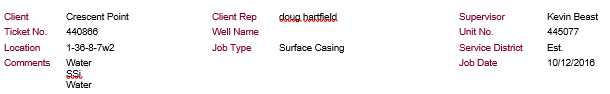 Client Crescent Point Client Rep doug hartfield Supervisor Kevin Beast
Ticket No. 440866 Well Name Unit No. 445077
Location 1-36-8-7w2 Job Type Surface Casing Service District Est.
Comments Water Job Date 10/12/2016
SSi.
Water